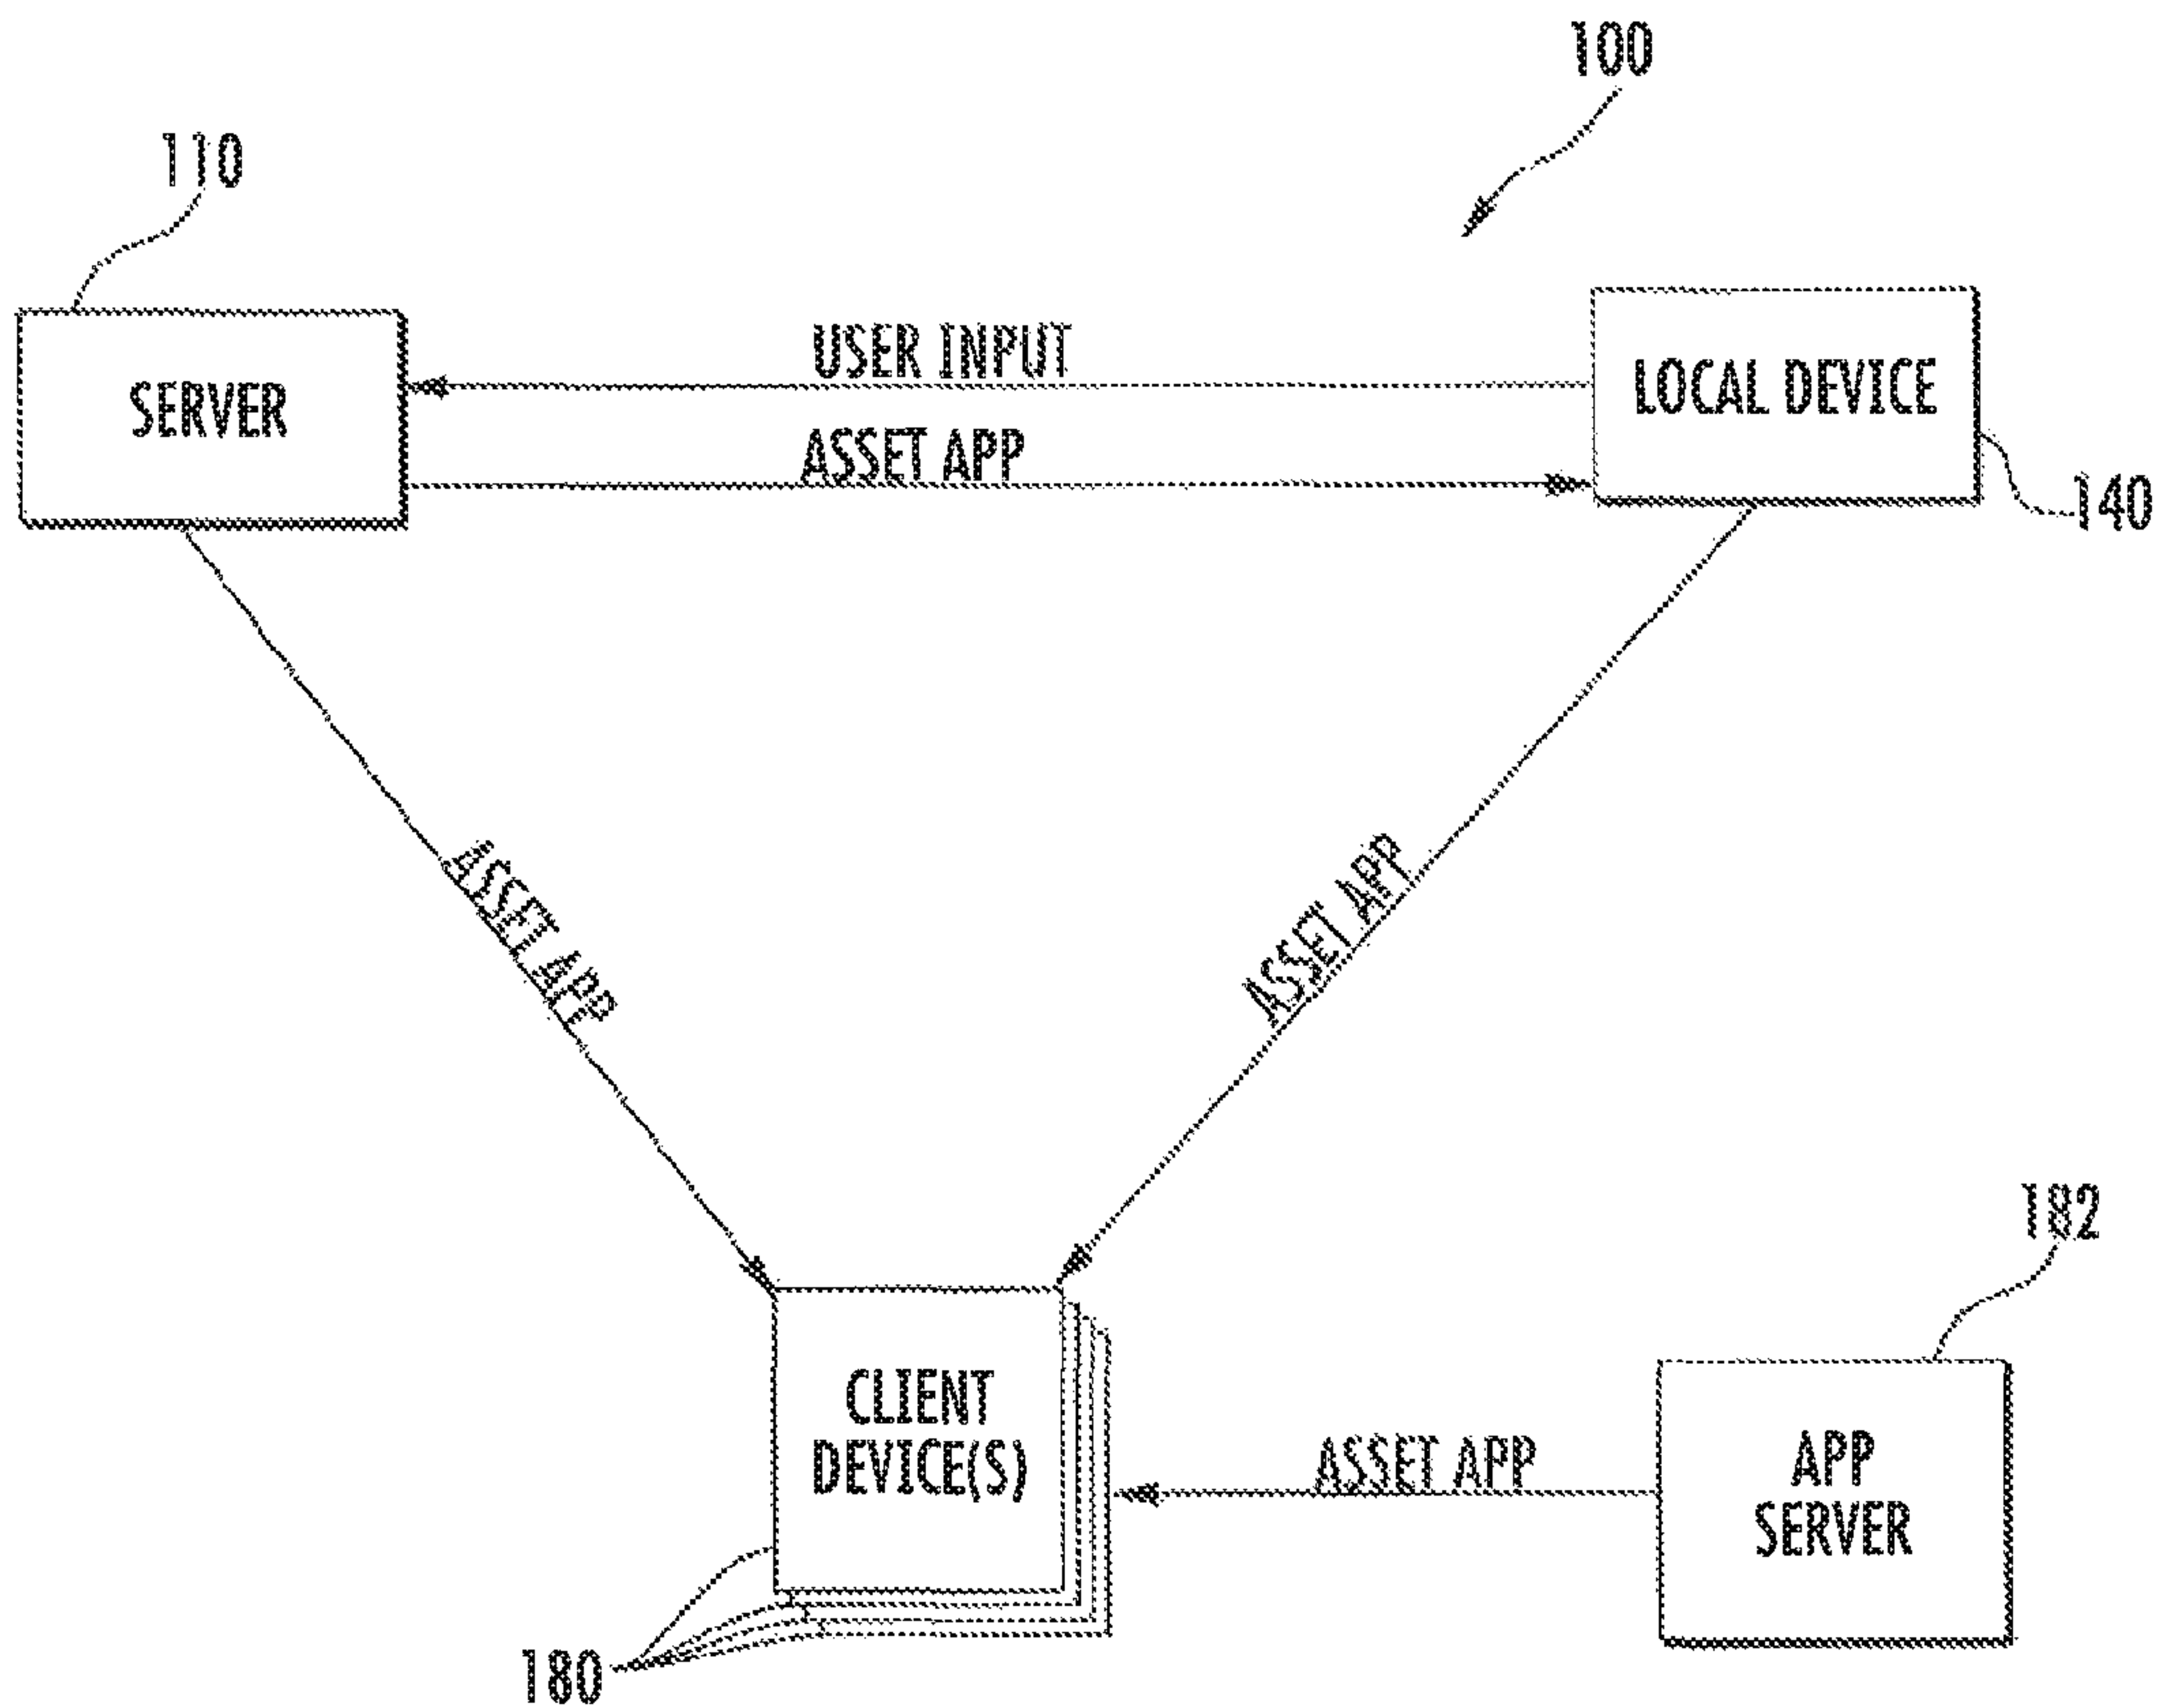 100
110
USER INPUT
SERVER
LOCAL DEVICE
ASSET APP
140
ASSET APP
ASSET APP
182
CLIENT
DEVICE(S)
ASSET APP
APP
SERVER
180